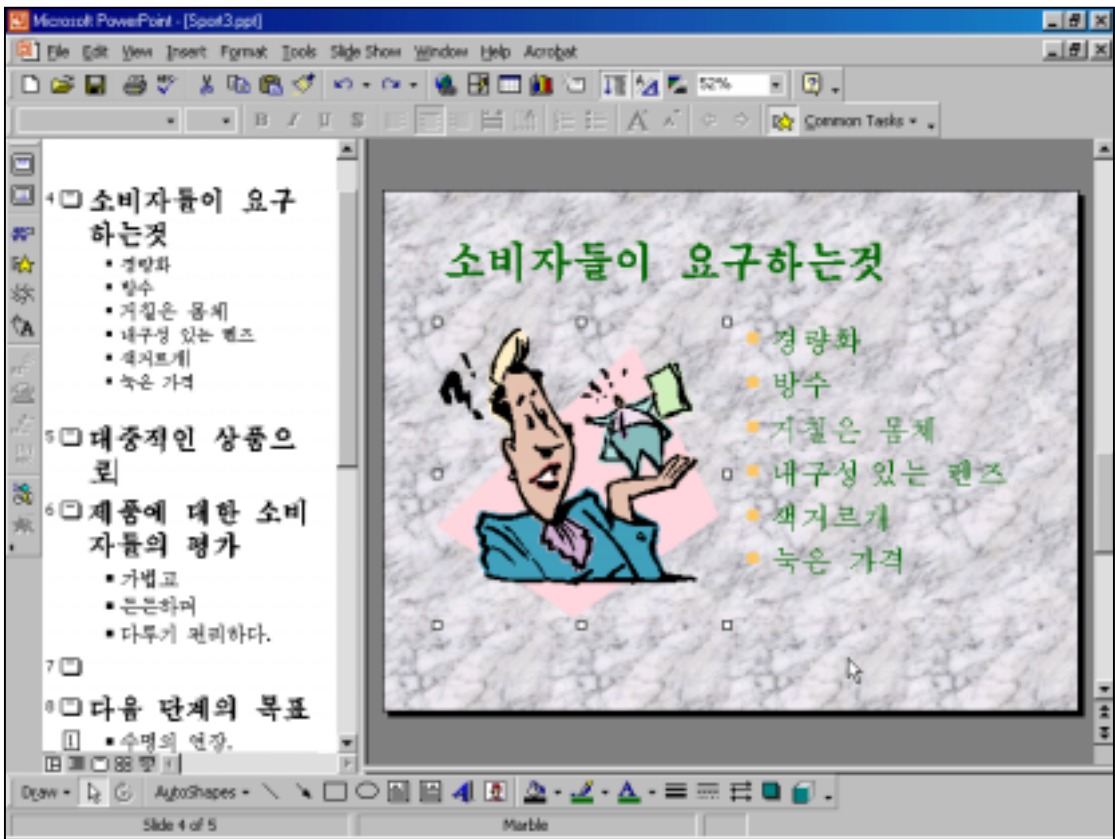 Microsoft PowerPoint - [Sport3.ppt]
File Edit View Insert Format Tools Slide Show Window Help Acrobat
52%
B I U S
Common Tasks
4 소비자들이 요구
하는것
경량화
방수
거칠은 몸체
내구성 있는 렌즈
색지르개
눅은 가격
5 대중적인 상품으
로
6 제품에 대한 소비
자들의 평가
가볍고
든든하며
다루기 편리하다.
7
8 다음 단계의 목표
1 수명의 연장.
소비자들이 요구하는것
경량화
방수
거칠은 몸체
내구성 있는 렌즈
색지르개
눅은 가격
Draw AutoShapes
Slide 4 of 5 Marble